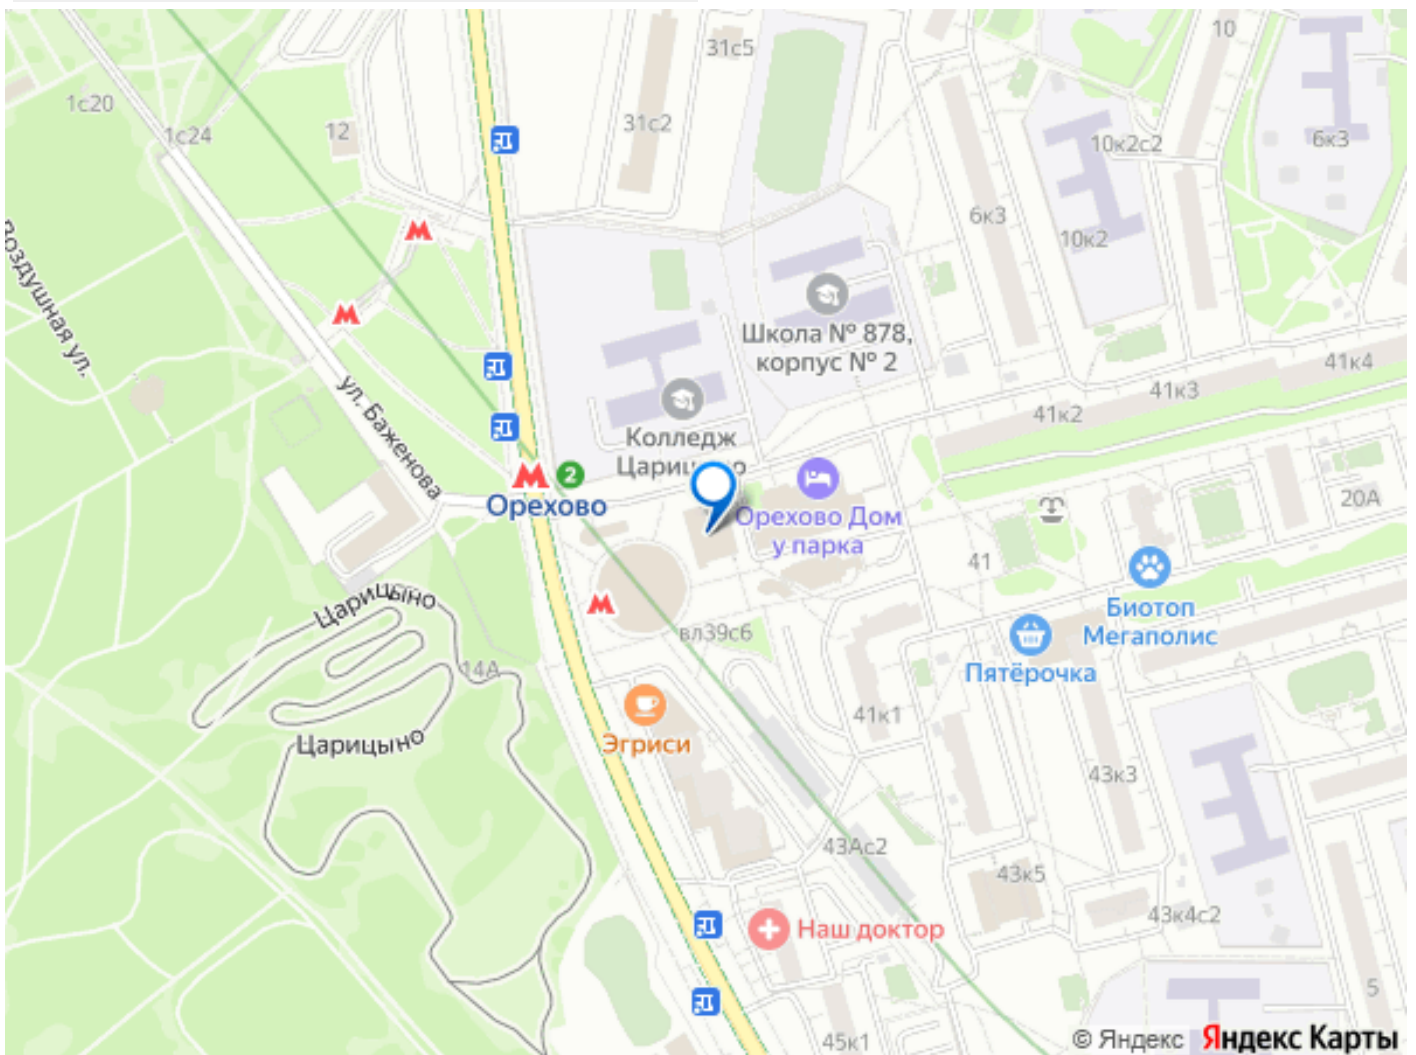 10
31с5
1с20
12
31с2
1с24
10к2с2
6к3
6к3
10к2
Воздушная ул.
Школа № 878,
корпус № 2
41к4
41к3
41к2
ул. Баженова
Колледж
Царицыно
2
Орехово
Орехово Дом
у парка
20А
41
Царицыно
Биотоп
Мегаполис
вл39с6
14А
Пятёрочка
41к1
Эгриси
Царицыно
43к3
43Ас2
43к5
43к4с2
Наш доктор
5
45к1
© Яндекс Яндекс Карты